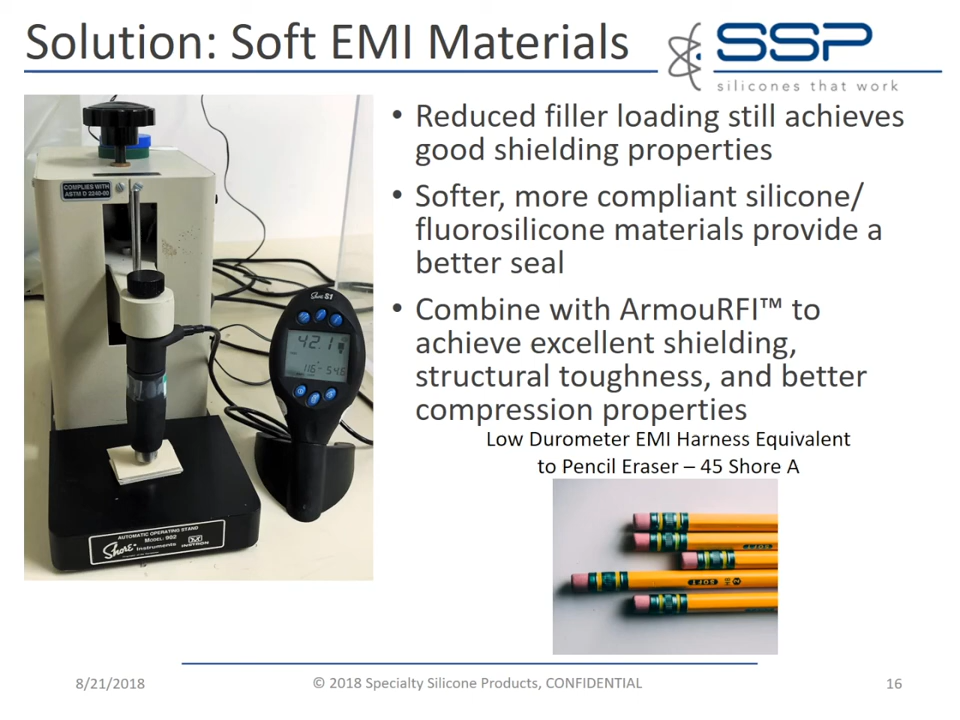 Solution: Soft EMI Materials
SSP
silicones that work
• Reduced filler loading still achieves
good shielding properties
• Softer, more compliant silicone/
fluorosilicone materials provide a
better seal
• Combine with ArmouRFI™ to
achieve excellent shielding,
structural toughness, and better
compression properties
Low Durometer EMI Harness Equivalent
to Pencil Eraser – 45 Shore A
COMPLIES WITH
ASTM D 2240-00
Shore S1
42.1
AUTOMATIC OPERATING STAND
MODEL: 902
Shore Instruments
INSTRON
SOFT
SOFT
8/21/2018
© 2018 Specialty Silicone Products, CONFIDENTIAL
16